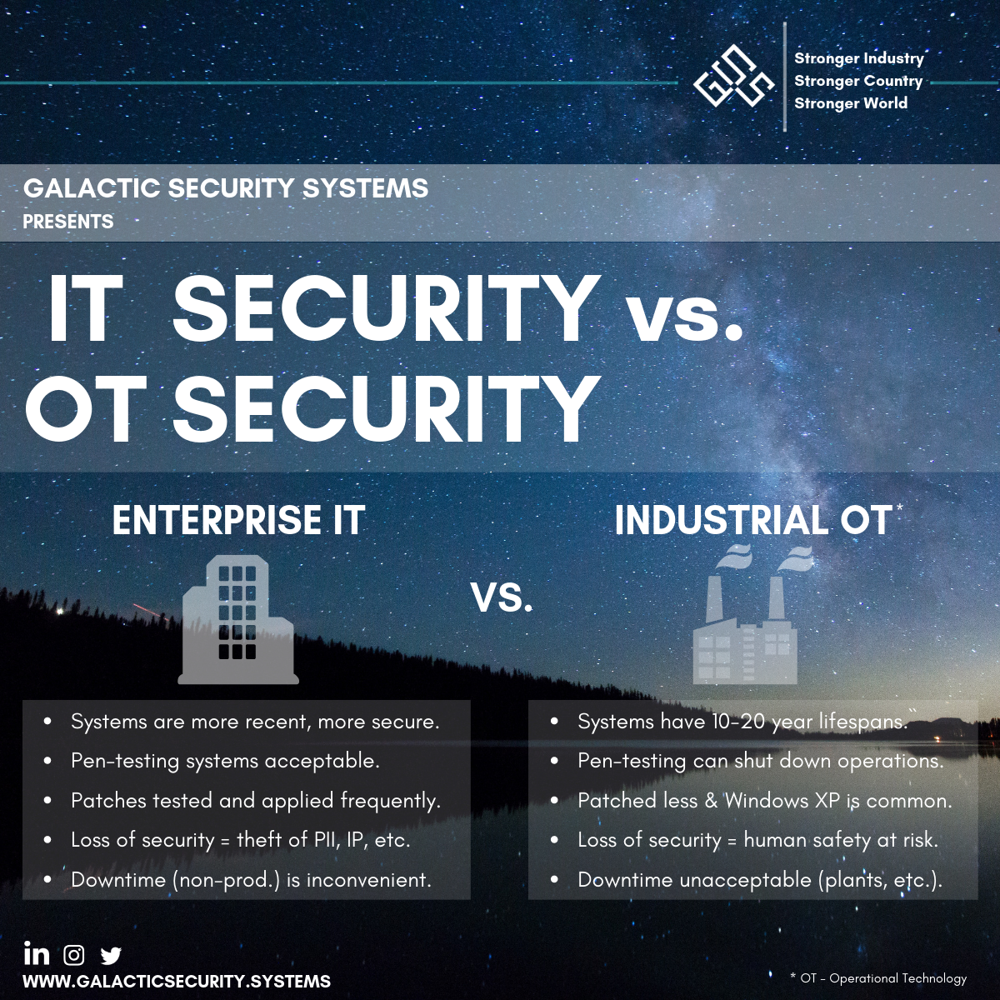 GSS
Stronger Industry
Stronger Country
Stronger World
GALACTIC SECURITY SYSTEMS
PRESENTS
IT SECURITY vs.
OT SECURITY
ENTERPRISE IT
VS.
INDUSTRIAL OT*
• Systems are more recent, more secure.
• Pen-testing systems acceptable.
• Patches tested and applied frequently.
• Loss of security = theft of PII, IP, etc.
• Downtime (non-prod.) is inconvenient.
• Systems have 10-20 year lifespans.``
• Pen-testing can shut down operations.
• Patched less & Windows XP is common.
• Loss of security = human safety at risk.
• Downtime unacceptable (plants, etc.).
in
WWW.GALACTICSECURITY.SYSTEMS
* OT - Operational Technology